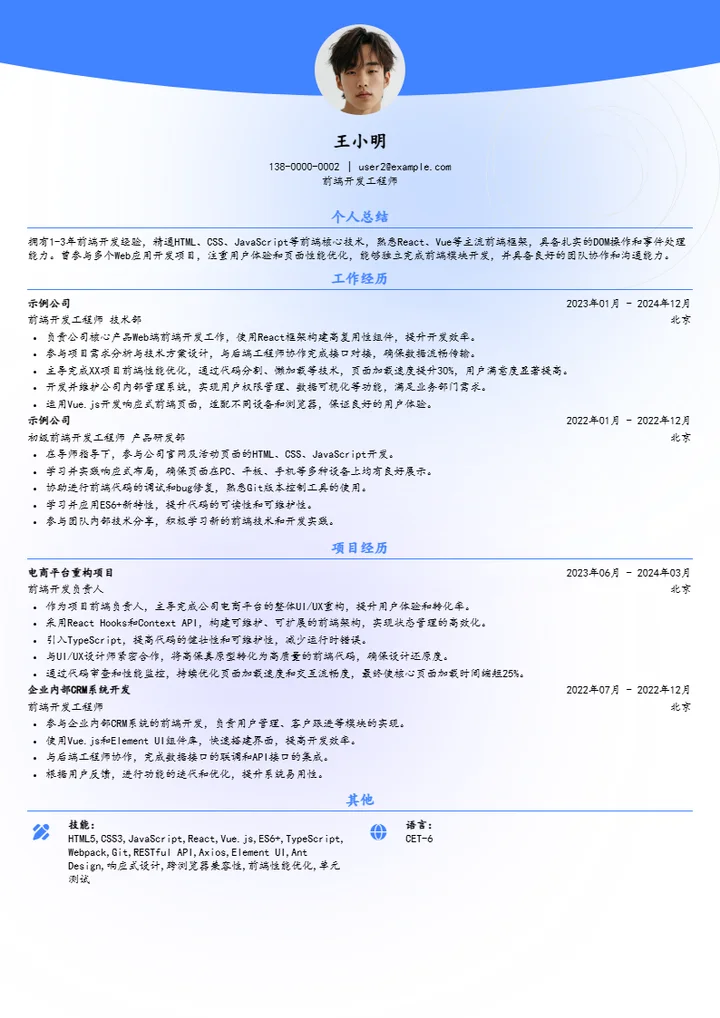 王小明
138-0000-0002 | user2@example.com
前端开发工程师
个人总结
拥有1-3年前端开发经验，精通HTML、CSS、JavaScript等前端核心技术，熟悉React、Vue等主流前端框架，具备扎实的DOM操作和事件处理
能力。曾参与多个Web应用开发项目，注重用户体验和页面性能优化，能够独立完成前端模块开发，并具备良好的团队协作和沟通能力。
工作经历
示例公司 2023年01月 - 2024年12月
前端开发工程师 技术部 北京
• 负责公司核心产品Web端前端开发工作，使用React框架构建高复用性组件，提升开发效率。
• 参与项目需求分析与技术方案设计，与后端工程师协作完成接口对接，确保数据流畅传输。
• 主导完成XX项目前端性能优化，通过代码分割、懒加载等技术，页面加载速度提升30%，用户满意度显著提高。
• 开发并维护公司内部管理系统，实现用户权限管理、数据可视化等功能，满足业务部门需求。
• 运用Vue.js开发响应式前端页面，适配不同设备和浏览器，保证良好的用户体验。
示例公司 2022年01月 - 2022年12月
初级前端开发工程师 产品研发部 北京
• 在导师指导下，参与公司官网及活动页面的HTML、CSS、JavaScript开发。
• 学习并实践响应式布局，确保页面在PC、平板、手机等多种设备上均有良好展示。
• 协助进行前端代码的调试和bug修复，熟悉Git版本控制工具的使用。
• 学习并应用ES6+新特性，提升代码的可读性和可维护性。
• 参与团队内部技术分享，积极学习新的前端技术和开发实践。
项目经历
电商平台重构项目 2023年06月 - 2024年03月
前端开发负责人 北京
• 作为项目前端负责人，主导完成公司电商平台的整体UI/UX重构，提升用户体验和转化率。
• 采用React Hooks和Context API，构建可维护、可扩展的前端架构，实现状态管理的高效化。
• 引入TypeScript，提高代码的健壮性和可维护性，减少运行时错误。
• 与UI/UX设计师紧密合作，将高保真原型转化为高质量的前端代码，确保设计还原度。
• 通过代码审查和性能监控，持续优化页面加载速度和交互流畅度，最终使核心页面加载时间缩短25%。
企业内部CRM系统开发 2022年07月 - 2022年12月
前端开发工程师 北京
• 参与企业内部CRM系统的前端开发，负责用户管理、客户跟进等模块的实现。
• 使用Vue.js和Element UI组件库，快速搭建界面，提高开发效率。
• 与后端工程师协作，完成数据接口的联调和API接口的集成。
• 根据用户反馈，进行功能的迭代和优化，提升系统易用性。
其他
技能：
HTML5,CSS3,JavaScript,React,Vue.js,ES6+,TypeScript,
Webpack,Git,RESTful API,Axios,Element UI,Ant
Design,响应式设计,跨浏览器兼容性,前端性能优化,单元
测试
语言：
CET-6